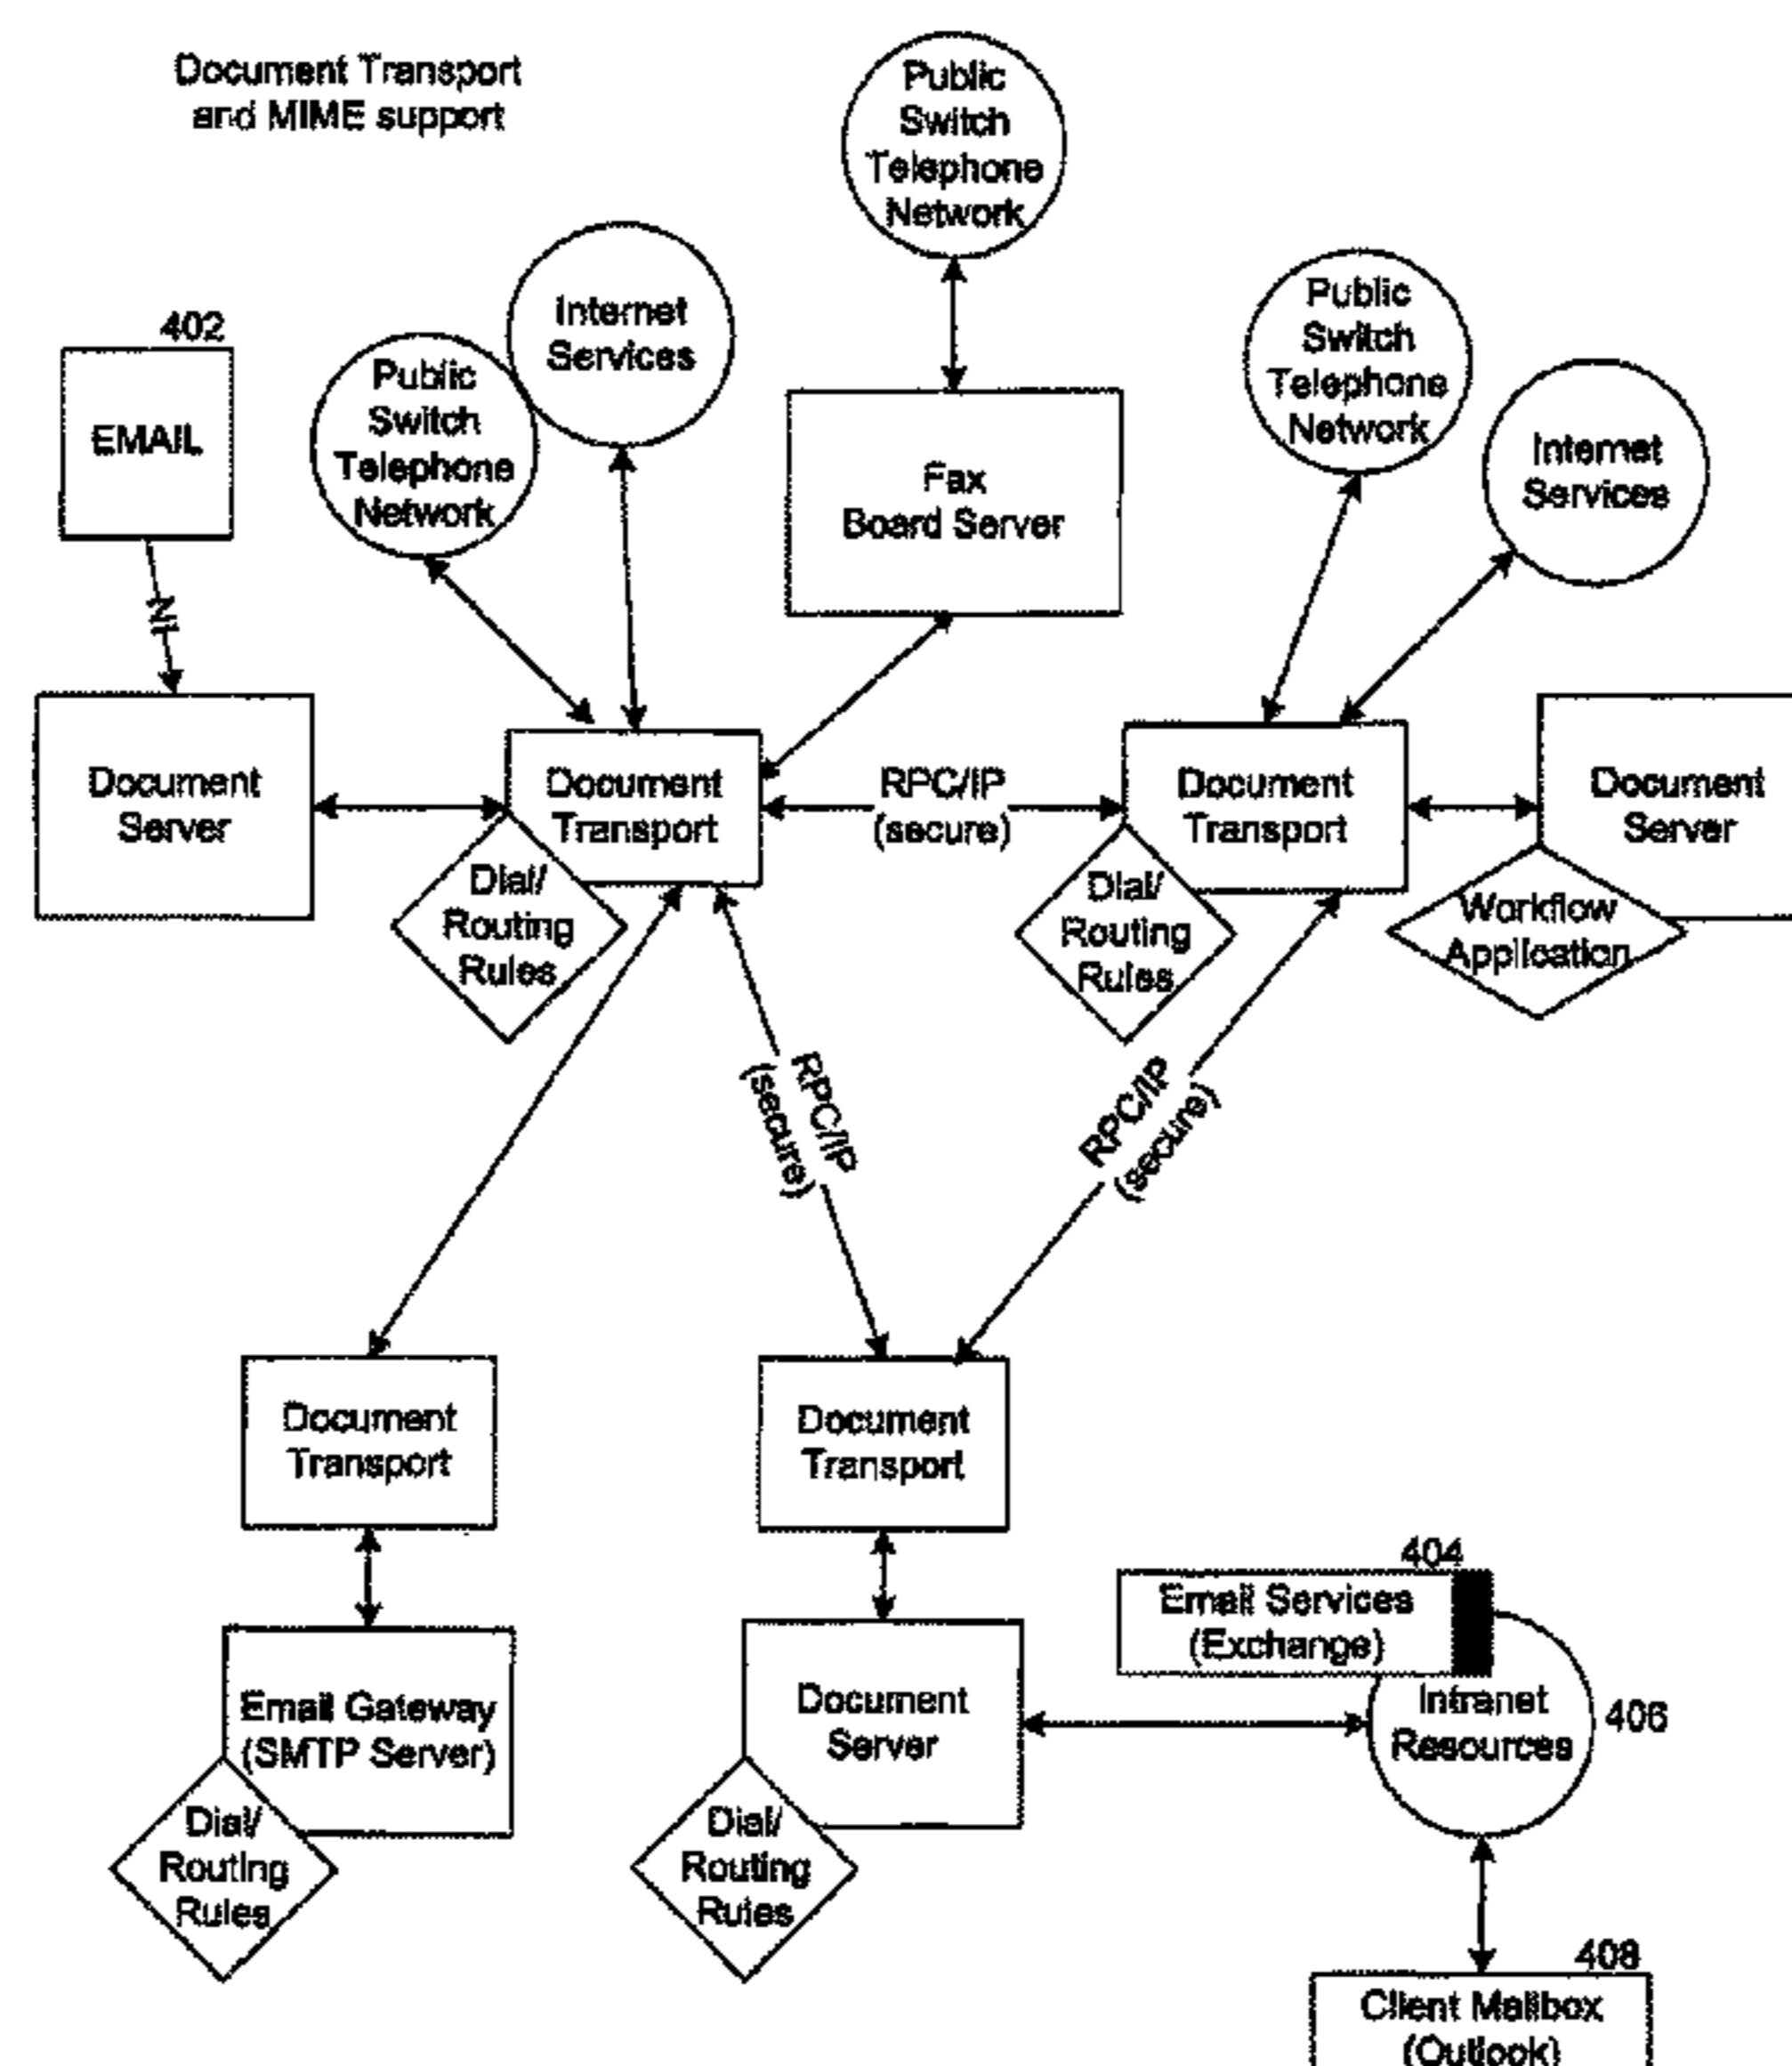 Document Transport
and MIME support
Public
Switch
Telephone
Network
Internet
Services
Public
Switch
Telephone
Network
402
EMAIL
Public
Switch
Telephone
Network
Internet
Services
Fax
Board Server
IN
Document
Server
Document
Transport
RPC/IP
(secure)
Document
Transport
Document
Server
Dial/
Routing
Rules
Dial/
Routing
Rules
Workflow
Application
RPC/IP
(secure)
RPC/IP
(secure)
Document
Transport
Document
Transport
404
Email Services
(Exchange)
Email Gateway
(SMTP Server)
Document
Server
Intranet
Resources
406
Dial/
Routing
Rules
Dial/
Routing
Rules
408
Client Mailbox
(Outlook)